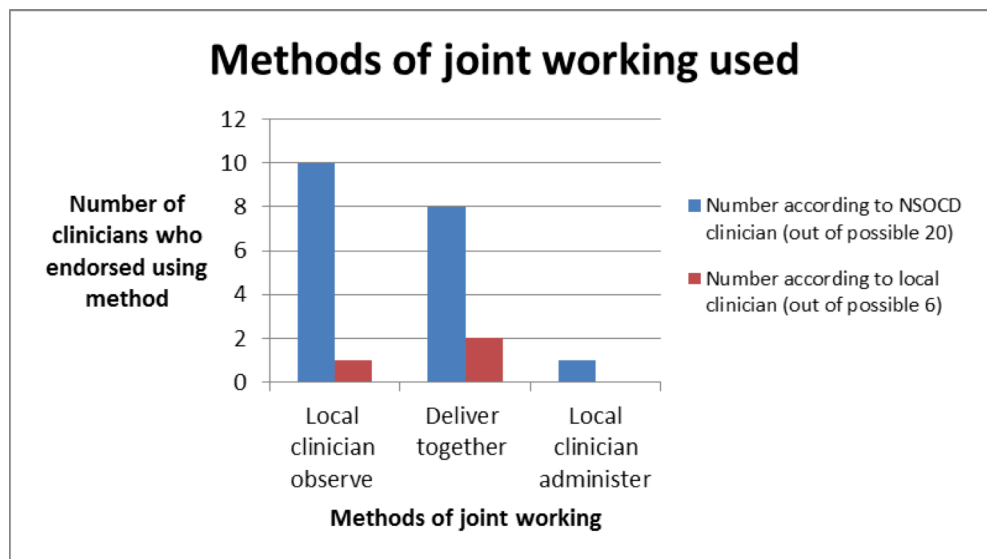 Methods of joint working used
Number of
clinicians who
endorsed using
method
12
10
8
6
4
2
0
Local
clinician
observe
Deliver
together
Local
clinician
administer
Methods of joint working
Number according to NSOCD
clinician (out of possible 20)
Number according to local
clinician (out of possible 6)